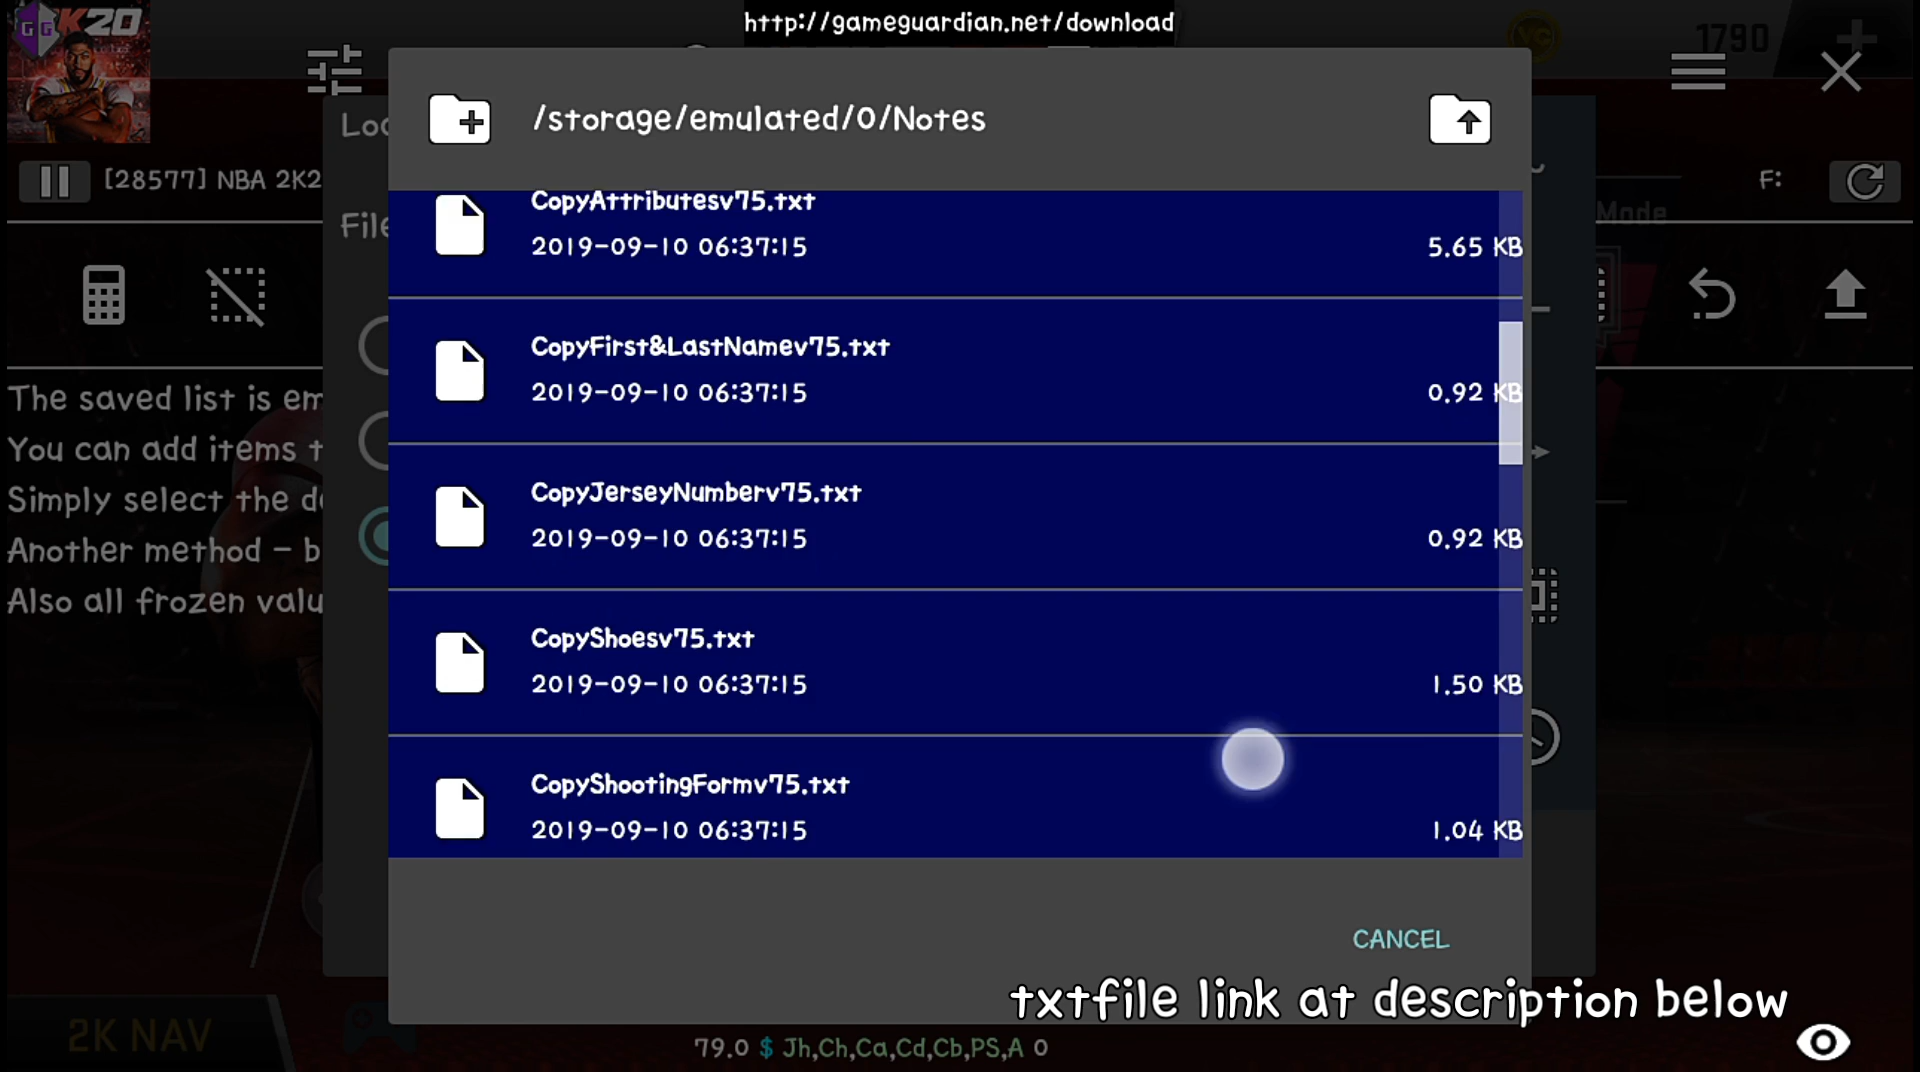 http://gameguardian.net/download
K20
GG
VC
1790
/storage/emulated/0/Notes
Loa
[28577] NBA 2K2
F:
File
Mode
CopyAttributesv75.txt
2019-09-10 06:37:15
5.65 KB
CopyFirst&LastNamev75.txt
2019-09-10 06:37:15
0.92 KB
The saved list is em
You can add items t
Simply select the de
Another method - b
Also all frozen valu
CopyJerseyNumberv75.txt
2019-09-10 06:37:15
0.92 KB
CopyShoesv75.txt
2019-09-10 06:37:15
1.50 KB
CopyShootingFormv75.txt
2019-09-10 06:37:15
1.04 KB
CANCEL
txtfile link at description below
2K NAV
79.0 $ Jh,Ch,Ca,Cd,Cb,PS,A 0